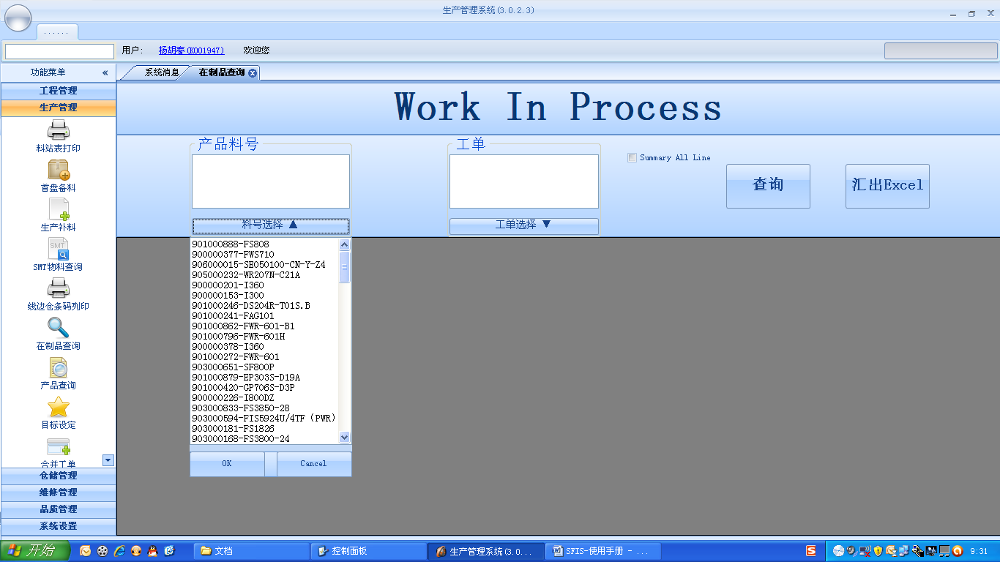 生产管理系统(3.0.2.3)
......
用户: 杨胡春(K001947) 欢迎您
功能菜单 «
系统消息 在制品查询
工程管理
生产管理
料站表打印
首盘备料
生产补料
SMT
SMT物料查询
线边仓条码列印
在制品查询
产品查询
目标设定
合并工单
仓储管理
维修管理
品质管理
系统设置
Work In Process
产品料号
工单
Summary All Line
查询
汇出Excel
料号选择 ▲
工单选择 ▼
901000888-FS808
900000377-FWS710
906000015-SE050100-CN-Y-Z4
905000232-WR207N-C21A
900000201-I360
900000153-I300
901000246-DS204R-T01S.B
901000241-FAG101
901000862-FWR-601-B1
901000796-FWR-601H
900000378-I360
901000272-FWR-601
903000651-SF800P
901000879-EP303S-D19A
901000420-GP706S-D3P
900000226-I800DZ
903000833-FS3850-28
903000594-FIS5924U/4TF（PWR）
903000181-FS1826
903000168-FS3800-24
OK
Cancel
开始
文档
控制面板
生产管理系统(3.0...
SFIS-使用手册 - ...
S
9:31